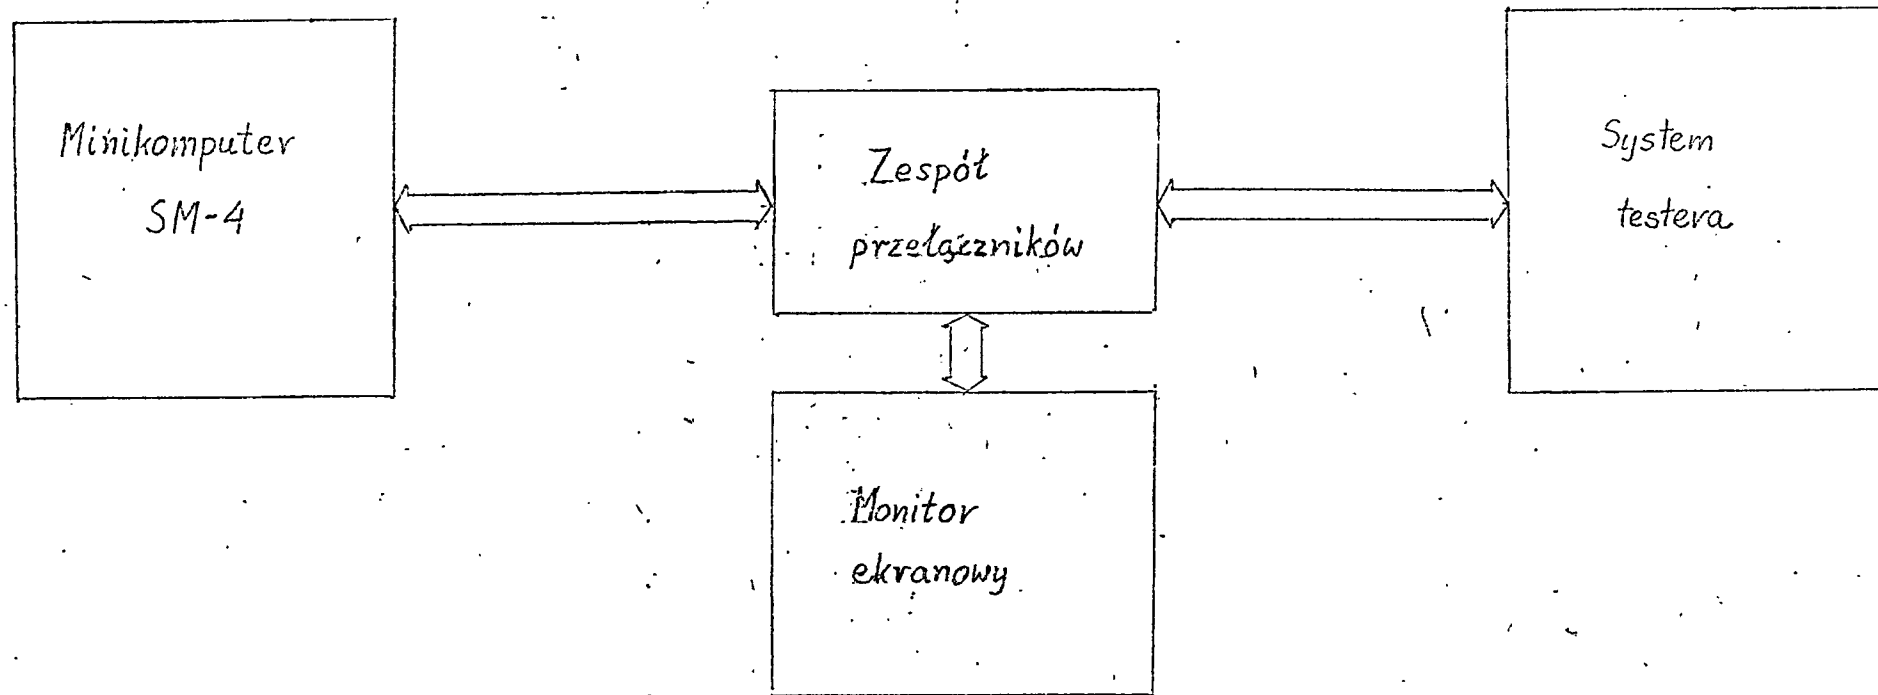 Minikomputer
SM-4
Zespół
przełączników
System
testera
Monitor
ekranowy